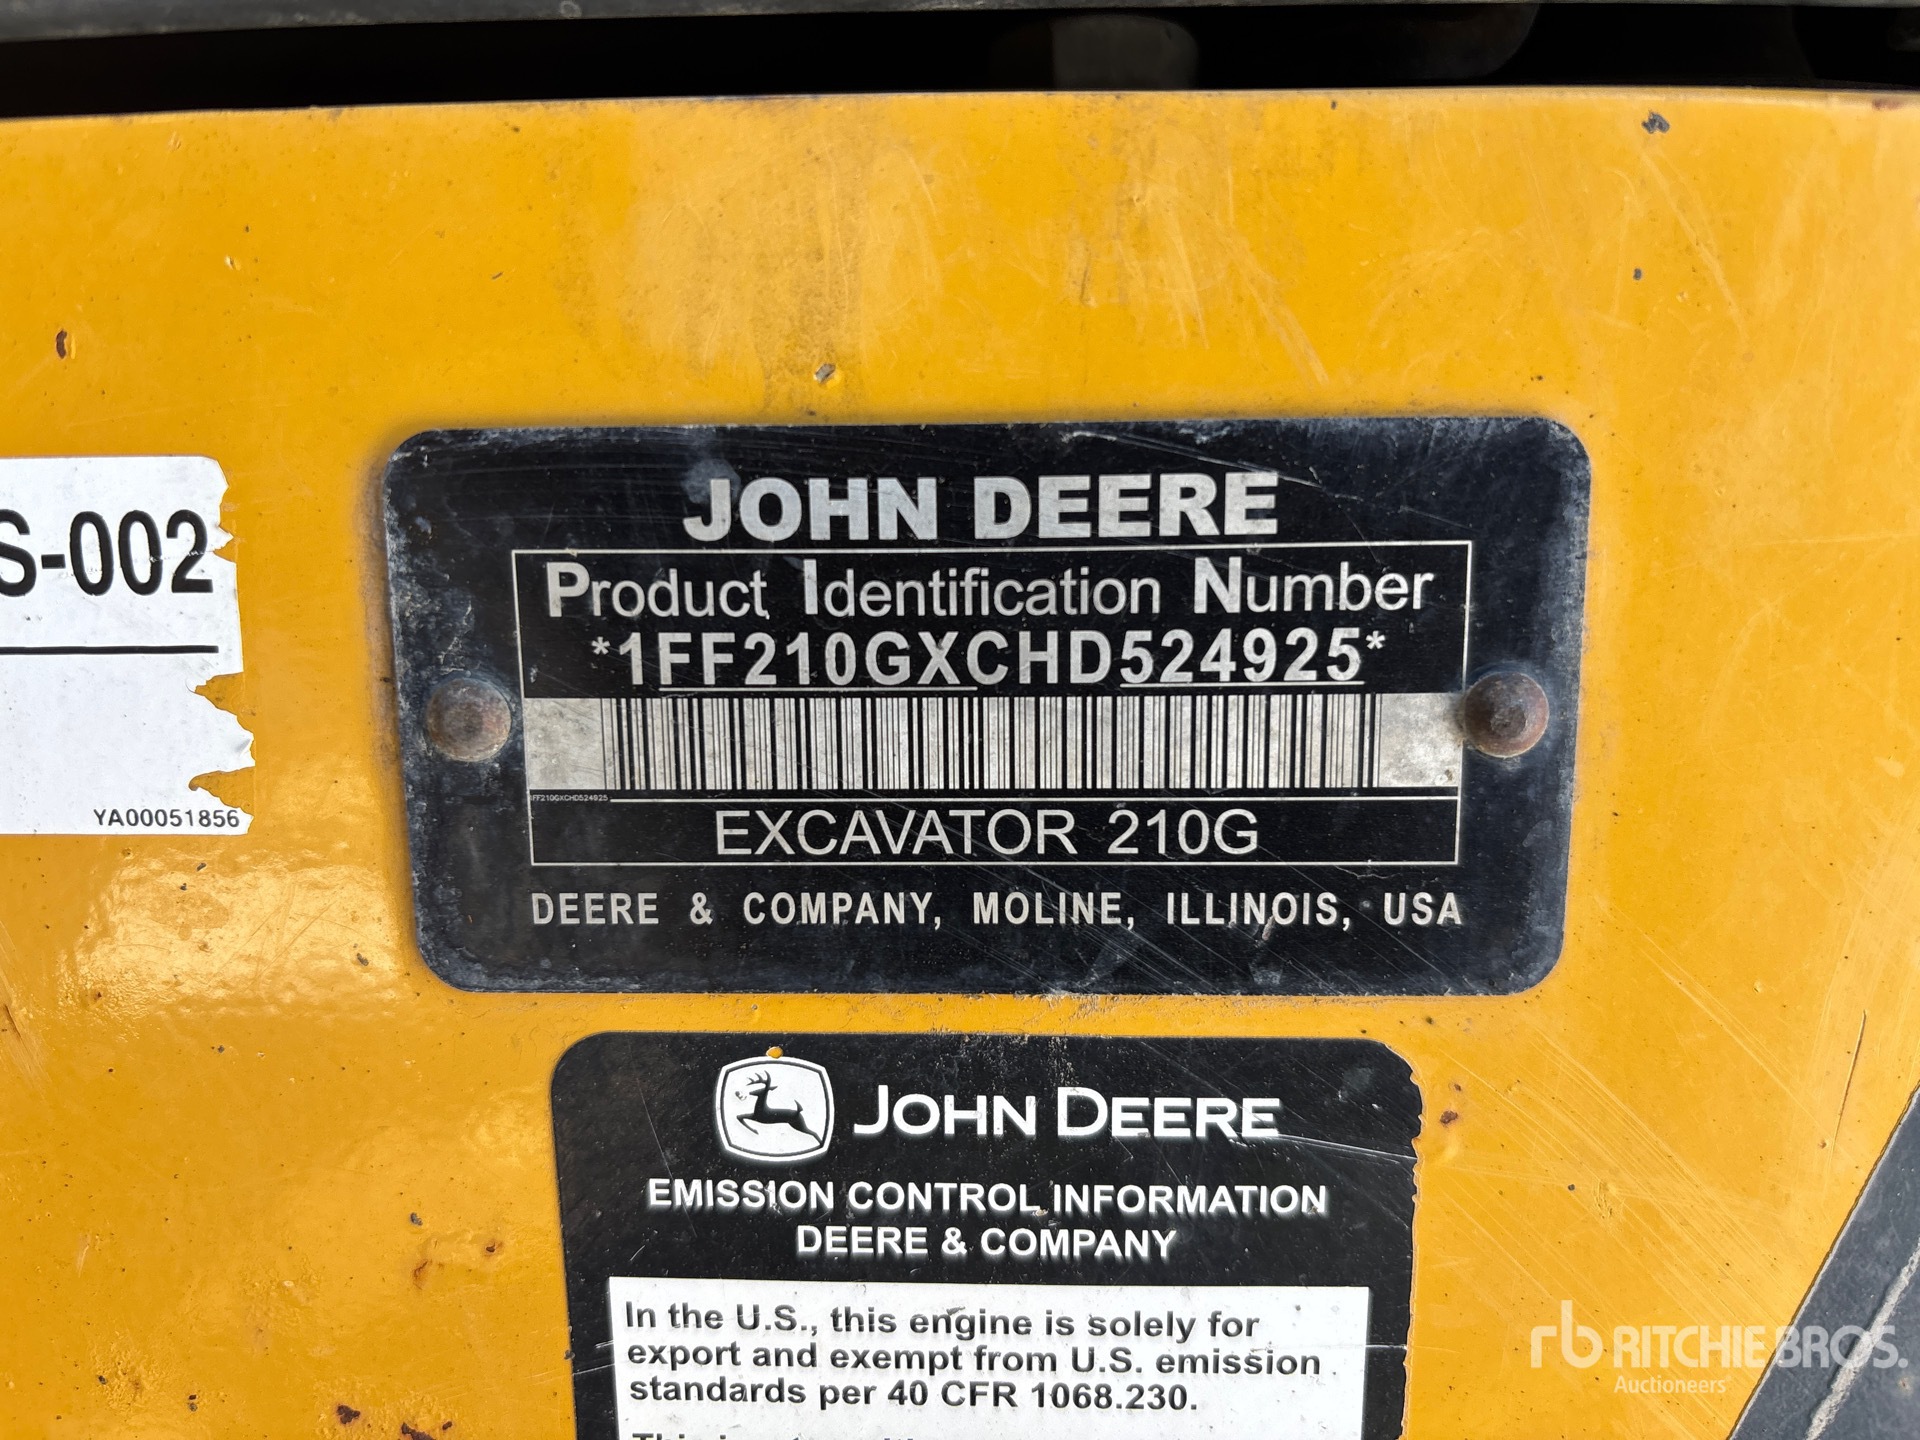 S-002
YA00051856
JOHN DEERE
Product Identification Number
*1FF210GXCHD524925*
1FF210GXCHD524925
EXCAVATOR 210G
DEERE & COMPANY, MOLINE, ILLINOIS, USA
JOHN DEERE
EMISSION CONTROL INFORMATION
DEERE & COMPANY
In the U.S., this engine is solely for
export and exempt from U.S. emission
standards per 40 CFR 1068.230.
rb RITCHIE BROS.
Auctioneers